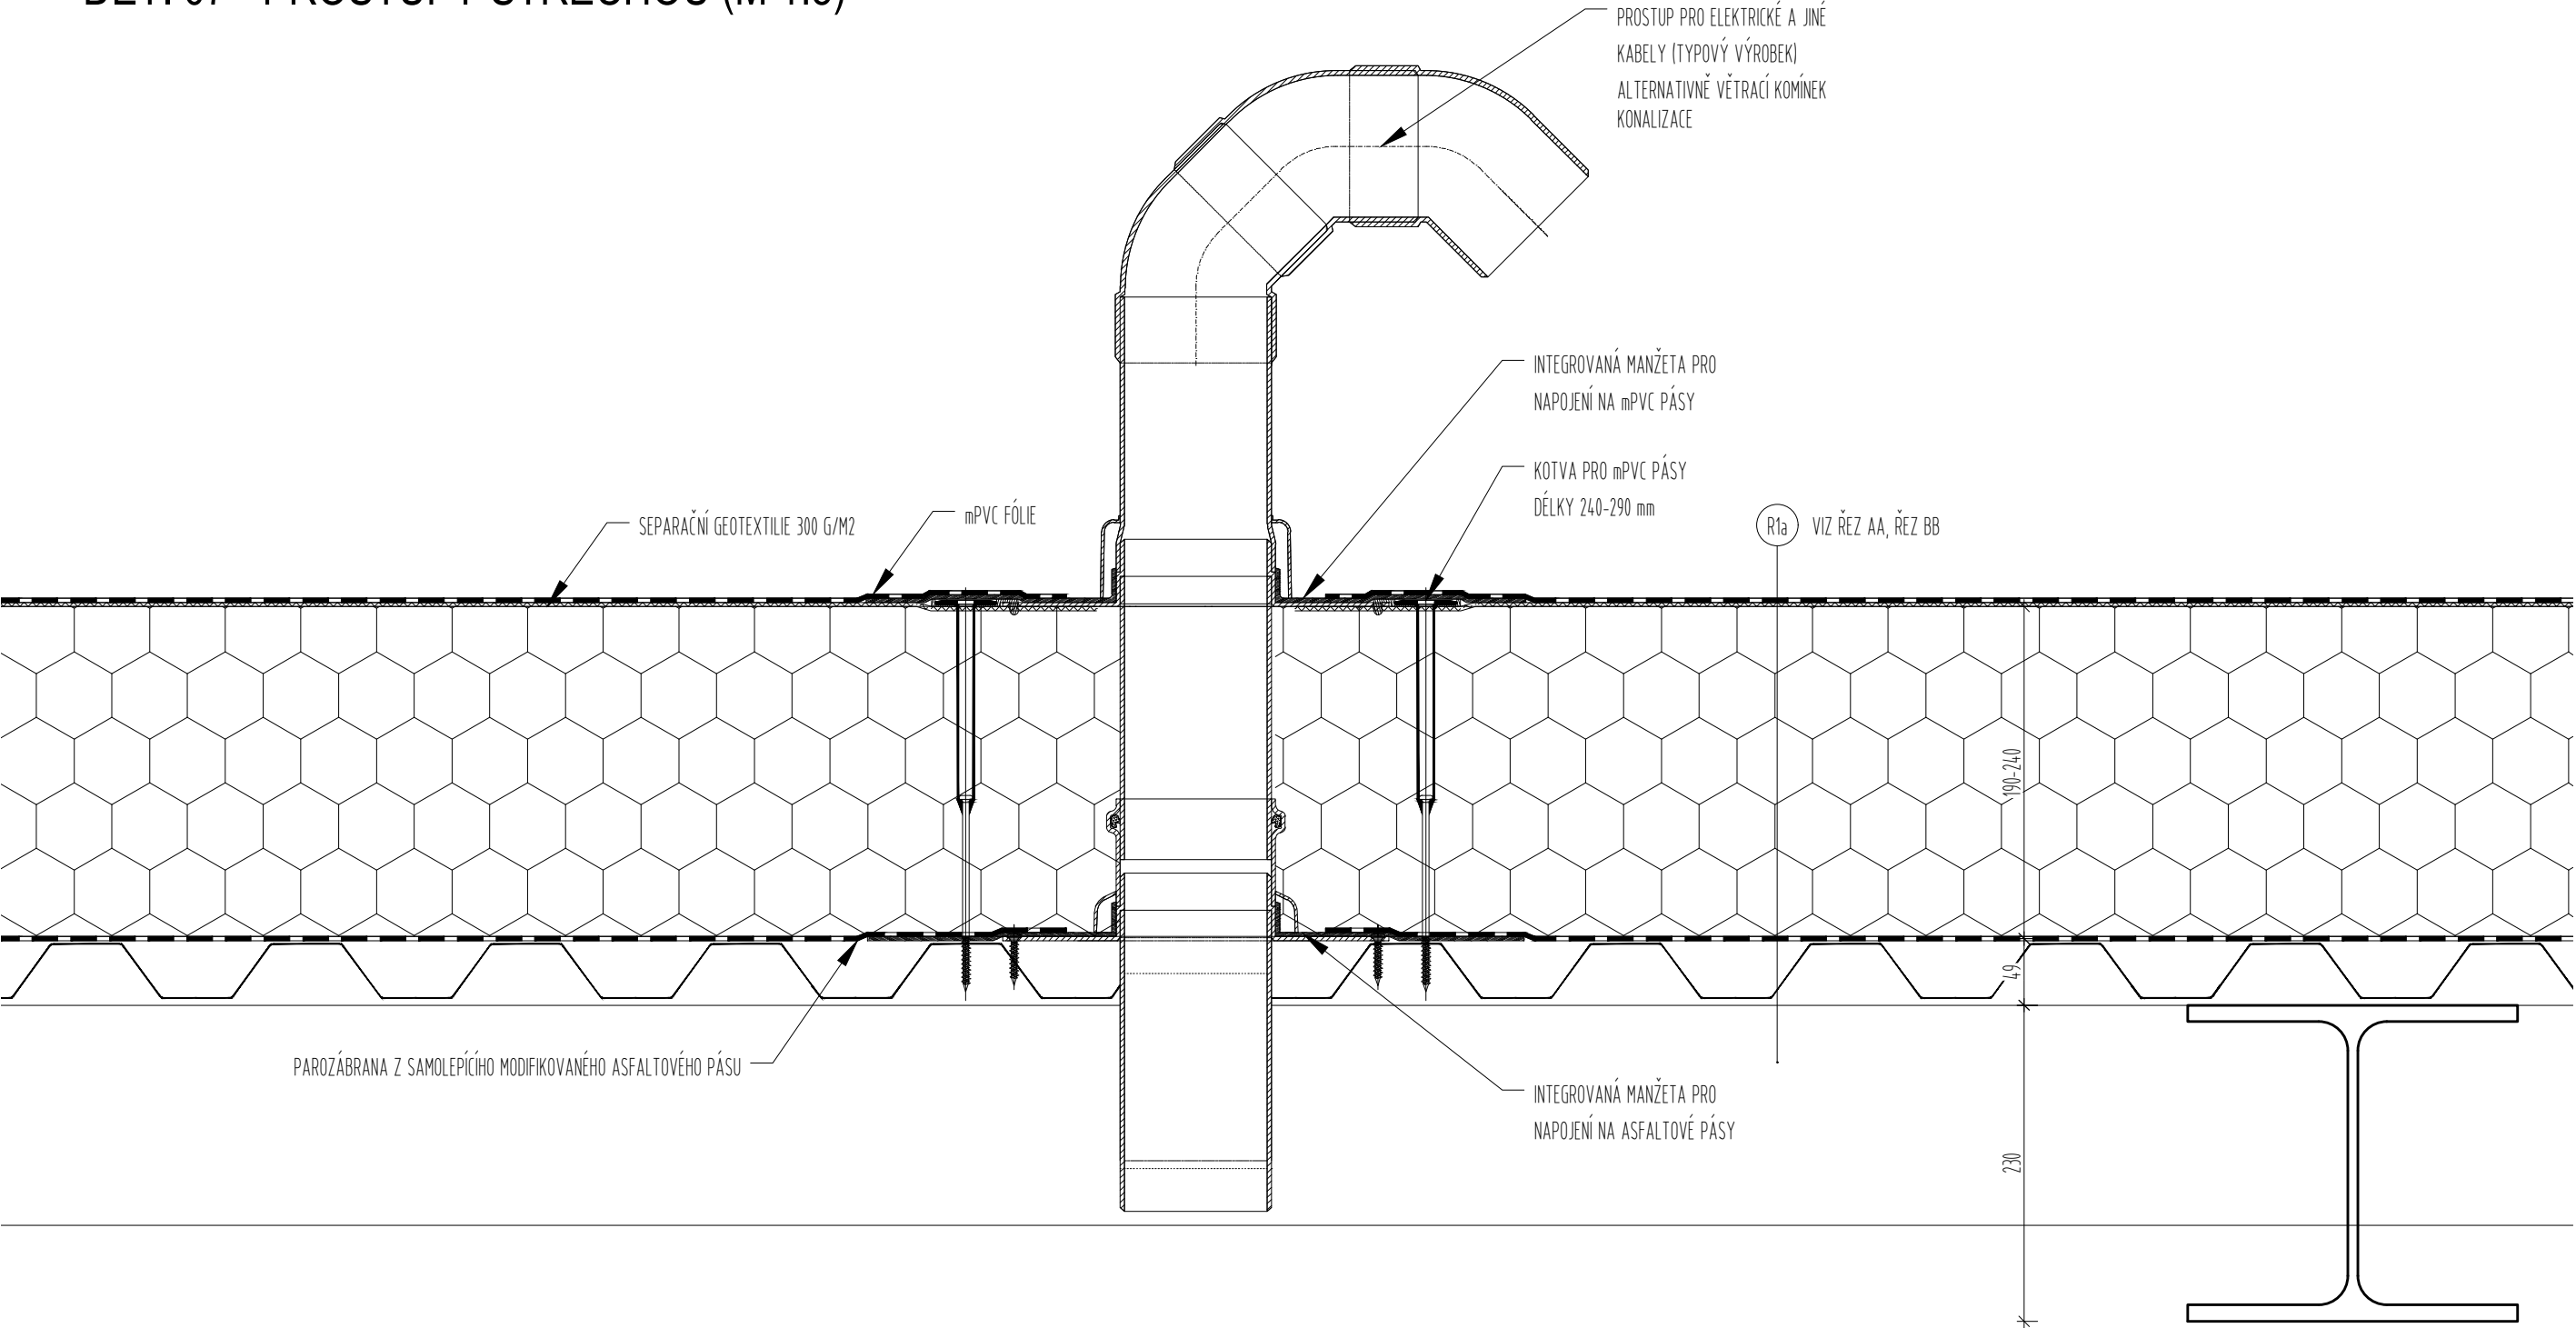 PROSTUP PRO ELEKTRICKÉ A JINÉ
KABELY (TYPOVÝ VÝROBEK)
ALTERNATIVNĚ VĚTRACÍ KOMÍNEK
KONALIZACE
INTEGROVANÁ MANŽETA PRO
NAPOJENÍ NA mPVC PÁSY
KOTVA PRO mPVC PÁSY
DÉLKY 240-290 mm
SEPARAČNÍ GEOTEXTILIE 300 G/M2
mPVC FÓLIE
R1a VIZ ŘEZ AA, ŘEZ BB
190-240
49
PAROZÁBRANA Z SAMOLEPÍCÍHO MODIFIKOVANÉHO ASFALTOVÉHO PÁSU
INTEGROVANÁ MANŽETA PRO
NAPOJENÍ NA ASFALTOVÉ PÁSY
230